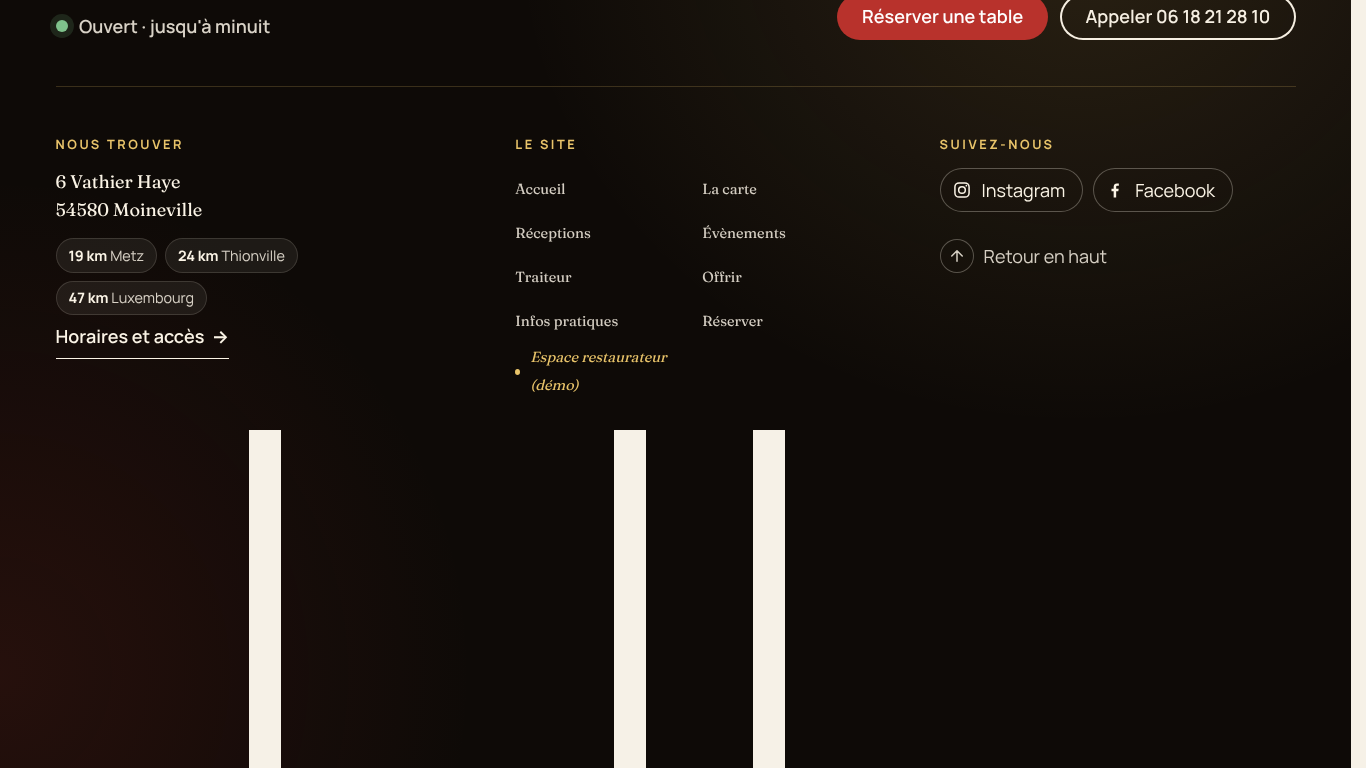 Ouvert · jusqu'à minuit
Réserver une table
Appeler 06 18 21 28 10
NOUS TROUVER
6 Vathier Haye
54580 Moineville
19 km Metz
24 km Thionville
47 km Luxembourg
Horaires et accès →
LE SITE
Accueil
La carte
Réceptions
Évènements
Traiteur
Offrir
Infos pratiques
Réserver
Espace restaurateur
(démo)
SUIVEZ-NOUS
Instagram
Facebook
Retour en haut